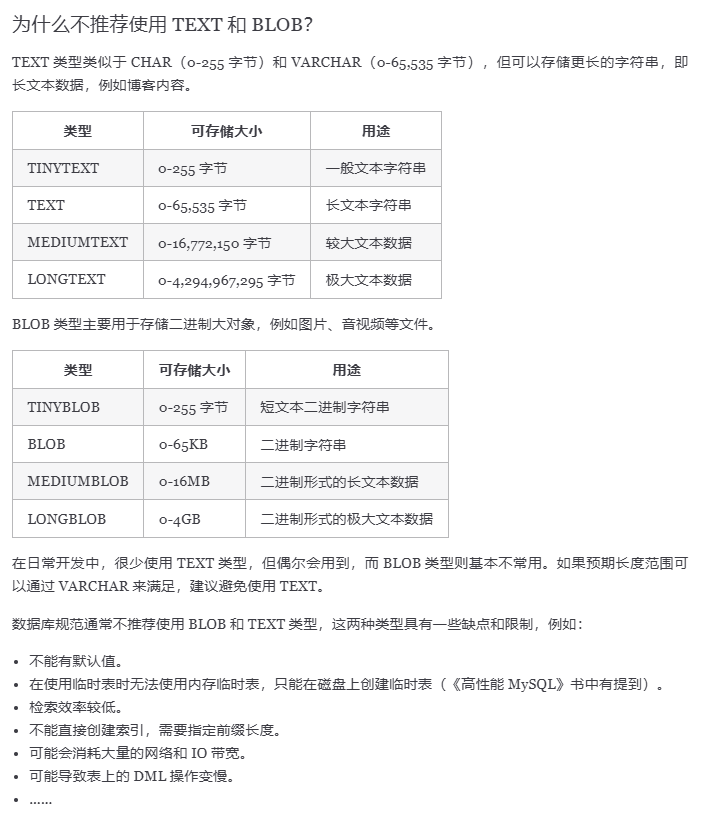 为什么不推荐使用 TEXT 和 BLOB？
TEXT 类型类似于 CHAR（0-255 字节）和 VARCHAR（0-65,535 字节），但可以存储更长的字符串，即
长文本数据，例如博客内容。
类型 可存储大小 用途
TINYTEXT 0-255 字节 一般文本字符串
TEXT 0-65,535 字节 长文本字符串
MEDIUMTEXT 0-16,772,150 字节 较大文本数据
LONGTEXT 0-4,294,967,295 字节 极大文本数据
BLOB 类型主要用于存储二进制大对象，例如图片、音视频等文件。
类型 可存储大小 用途
TINYBLOB 0-255 字节 短文本二进制字符串
BLOB 0-65KB 二进制字符串
MEDIUMBLOB 0-16MB 二进制形式的长文本数据
LONGBLOB 0-4GB 二进制形式的极大文本数据
在日常开发中，很少使用 TEXT 类型，但偶尔会用到，而 BLOB 类型则基本不常用。如果预期长度范围可
以通过 VARCHAR 来满足，建议避免使用 TEXT。
数据库规范通常不推荐使用 BLOB 和 TEXT 类型，这两种类型具有一些缺点和限制，例如：
• 不能有默认值。
• 在使用临时表时无法使用内存临时表，只能在磁盘上创建临时表（《高性能 MySQL》书中有提到）。
• 检索效率较低。
• 不能直接创建索引，需要指定前缀长度。
• 可能会消耗大量的网络和 IO 带宽。
• 可能导致表上的 DML 操作变慢。
• ……